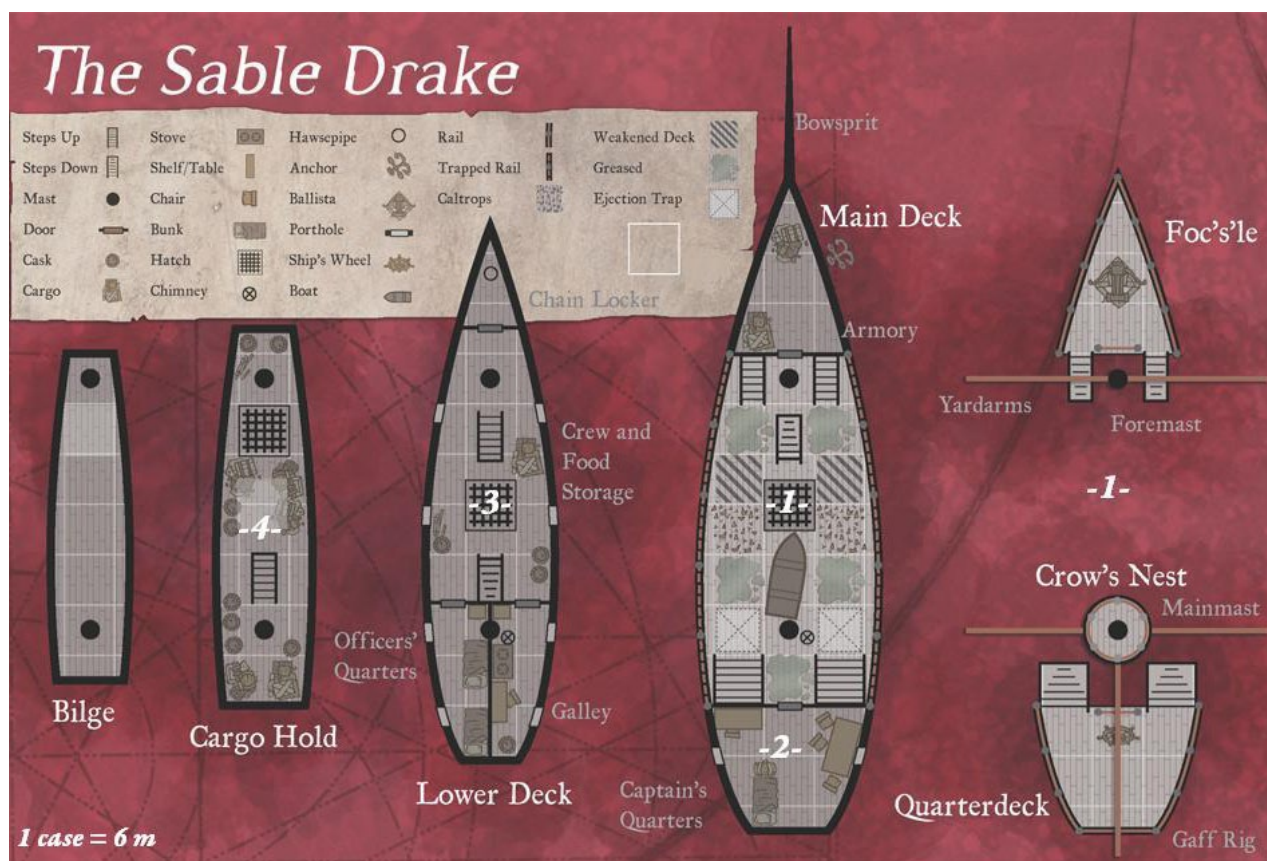 The Sable Drake
Steps Up
Steps Down
Mast
Door
Cask
Cargo
Stove
Shelf/Table
Chair
Bunk
Hatch
Chimney
Hawsepipe
Anchor
Ballista
Porthole
Ship's Wheel
Boat
Rail
Trapped Rail
Caltrops
Weakened Deck
Greased
Ejection Trap
Bowsprit
Main Deck
Foc's'le
Chain Locker
Armory
Yardarms
Foremast
Crew and
Food
Storage
-1-
-3-
-1-
-4-
Crow's Nest
Mainmast
Officers'
Quarters
Galley
Bilge
Cargo Hold
-2-
Lower Deck
Captain's
Quarters
Quarterdeck
Gaff Rig
1 case = 6 m